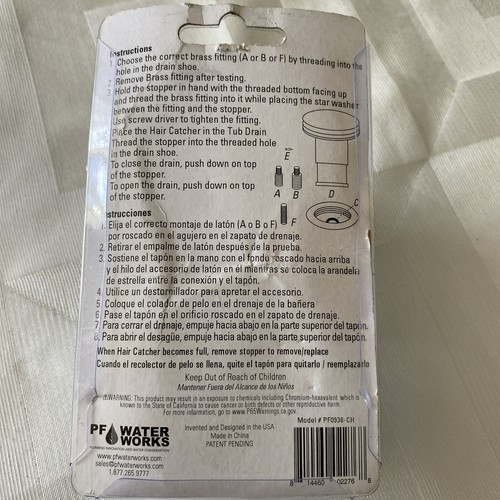 Instructions
1. Choose the correct brass fitting (A or B or F) by threading into the
hole in the drain shoe.
2. Remove Brass fitting after testing.
3. Hold the stopper in hand with the threaded bottom facing up
and thread the brass fitting into it while placing the star washer
between the fitting and the stopper.
Use screw driver to tighten the fitting.
Place the Hair Catcher in the Tub Drain
Thread the stopper into the threaded hole
in the drain shoe.
To close the drain, push down on top
of the stopper.
To open the drain, push down on top
of the stopper.
E
A B D C
F
Instrucciones
1. Elija el correcto montaje de latón (A o B o F)
por roscado en el agujero en el zapato de drenaje.
2. Retirar el empalme de latón después de la prueba.
3. Sostiene el tapón en la mano con el fondo roscado hacia arriba
y el hilo del accesorio de latón en él mientras se coloca la arandela
de estrella entre la conexión y el tapón.
4 Utilice un destornillador para apretar el accesorio.
5 Coloque el colador de pelo en el drenaje de la bañera
6 Pase el tapón en el orificio roscado en el zapato de drenaje.
7 Para cerrar el drenaje, empuje hacia abajo en la parte superior del tapón.
8 Para abrir el desagüe, empuje hacia abajo en la parte superior del tapón.
When Hair Catcher becomes full, remove stopper to remove/replace
Cuando el recolector de pelo se llena, quite el tapón para quitarlo / reemplazarlo
Keep Out of Reach of Children
Mantener Fuera del Alcance de los Niños
WARNING: This product may result in an exposure to chemicals including Chromium-hexavalent which is
known to the State of California to cause cancer or birth defects or other reproductive harm.
For more information, go to www.P65Warnings.ca.gov.
PF WATER
WORKS
PLUMBING INNOVATION AND WATER CONSERVATION
www.pfwaterworks.com
sales@pfwaterworks.com
1.877.265.9777
Invented and Designed in the USA
Made in China
PATENT PENDING
Model # PF0936-CH
8 14460 02276 8